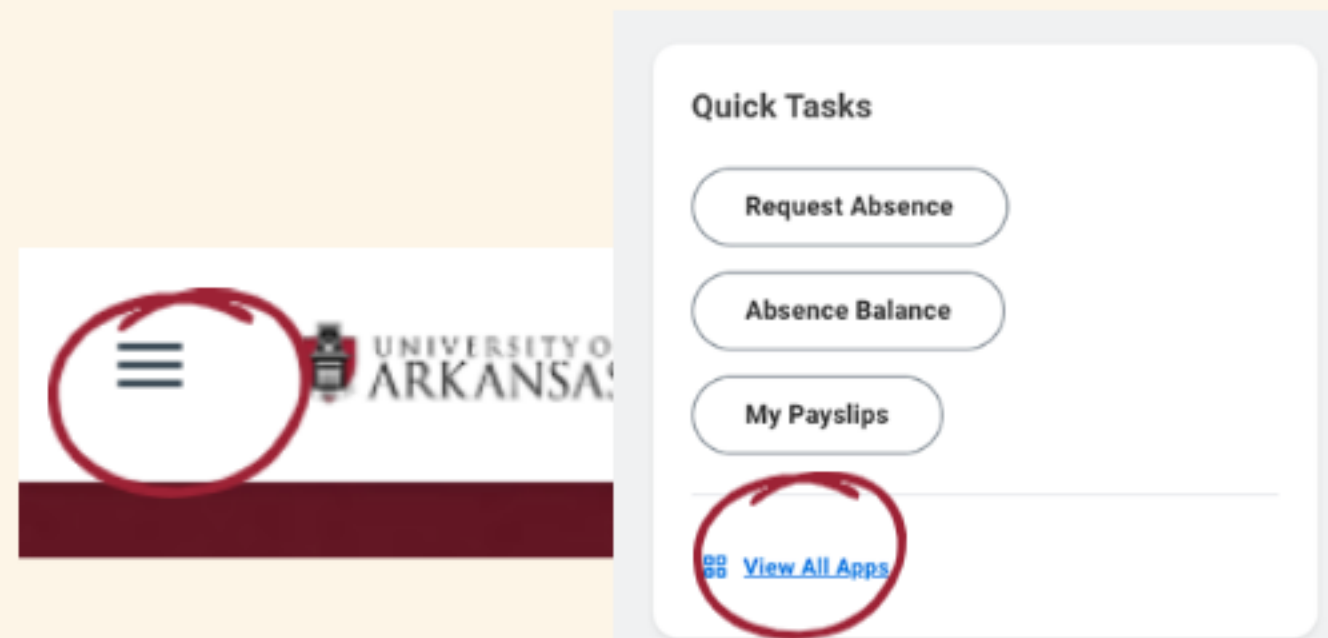 UNIVERSITY O
ARKANSAS
Quick Tasks
Request Absence
Absence Balance
My Payslips
View All Apps